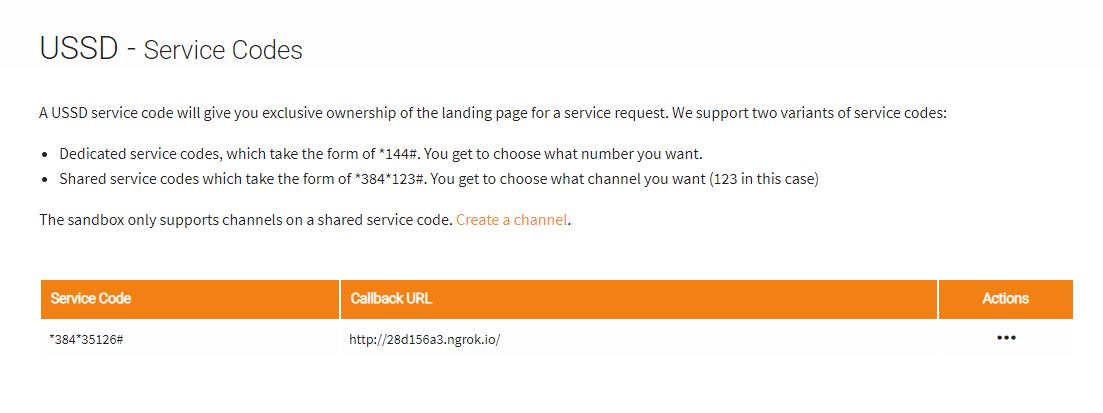 USSD - Service Codes
A USSD service code will give you exclusive ownership of the landing page for a service request. We support two variants of service codes:
• Dedicated service codes, which take the form of *144#. You get to choose what number you want.
• Shared service codes which take the form of *384*123#. You get to choose what channel you want (123 in this case)
The sandbox only supports channels on a shared service code. Create a channel.
Service Code Callback URL Actions
*384*35126# http://28d156a3.ngrok.io/ •••